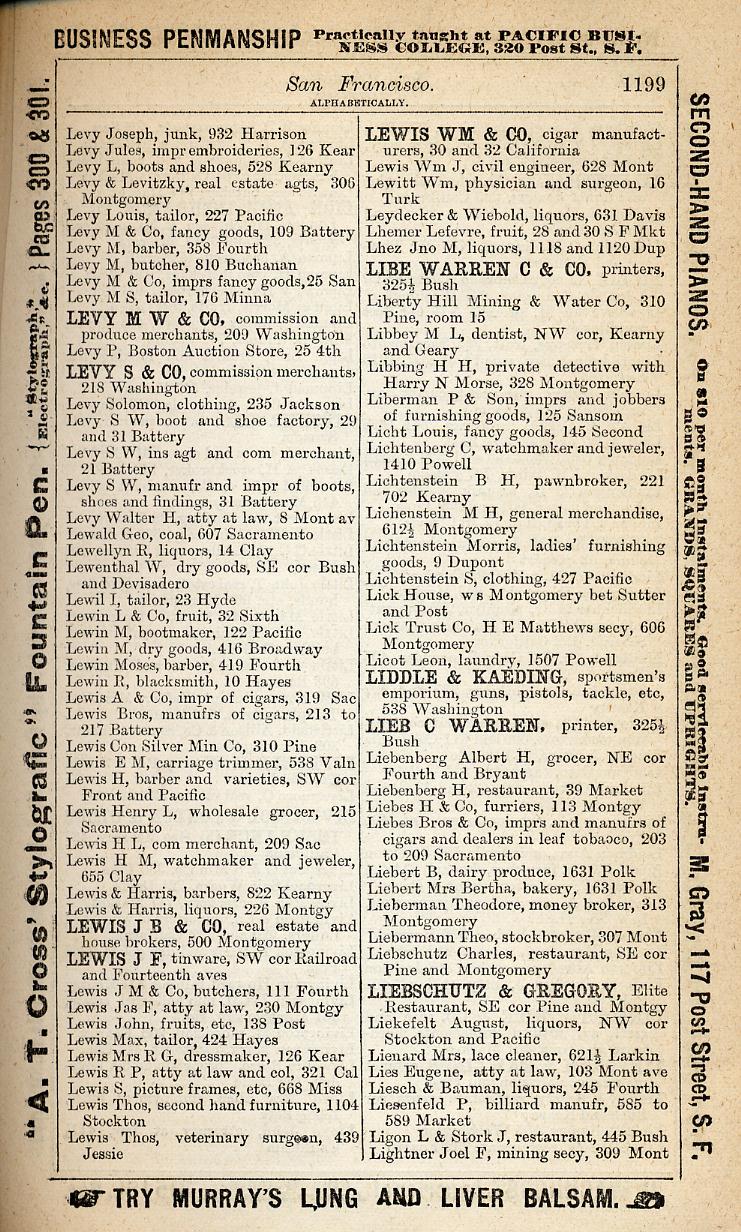 BUSINESS PENMANSHIP Practically taught at PACIFIC BUSI-
NESS COLLEGE, 320 Post St., S. F.
San Francisco. 1199
ALPHABETICALLY.
Levy Joseph, junk, 932 Harrison
Levy Jules, impr embroideries, 126 Kear
Levy L, boots and shoes, 528 Kearny
Levy & Levitzky, real estate agts, 306
Montgomery
Levy Louis, tailor, 227 Pacific
Levy M & Co, fancy goods, 109 Battery
Levy M, barber, 358 Fourth
Levy M, butcher, 810 Buchanan
Levy M & Co, imprs fancy goods, 25 San
Levy M S, tailor, 176 Minna
LEVY M W & CO, commission and
produce merchants, 209 Washington
Levy P, Boston Auction Store, 25 4th
LEVY S & CO, commission merchants,
218 Washington
Levy Solomon, clothing, 235 Jackson
Levy S W, boot and shoe factory, 29
and 31 Battery
Levy S W, ins agt and com merchant,
21 Battery
Levy S W, manufr and impr of boots,
shoes and findings, 31 Battery
Levy Walter H, atty at law, 8 Mont av
Lewald Geo, coal, 607 Sacramento
Lewellyn R, liquors, 14 Clay
Lewenthal W, dry goods, SE cor Bush
and Devisadero
Lewil I, tailor, 23 Hyde
Lewin L & Co, fruit, 32 Sixth
Lewin M, bootmaker, 122 Pacific
Lewin M, dry goods, 416 Broadway
Lewin Moses, barber, 419 Fourth
Lewin R, blacksmith, 10 Hayes
Lewis A & Co, impr of cigars, 319 Sac
Lewis Bros, manufrs of cigars, 213 to
217 Battery
Lewis Con Silver Min Co, 310 Pine
Lewis E M, carriage trimmer, 538 Valn
Lewis H, barber and varieties, SW cor
Front and Pacific
Lewis Henry L, wholesale grocer, 215
Sacramento
Lewis H L, com merchant, 209 Sac
Lewis H M, watchmaker and jeweler,
655 Clay
Lewis & Harris, barbers, 822 Kearny
Lewis & Harris, liquors, 226 Montgy
LEWIS J B & CO, real estate and
house brokers, 500 Montgomery
LEWIS J F, tinware, SW cor Railroad
and Fourteenth aves
Lewis J M & Co, butchers, 111 Fourth
Lewis Jas F, atty at law, 230 Montgy
Lewis John, fruits, etc, 138 Post
Lewis Max, tailor, 424 Hayes
Lewis Mrs R G, dressmaker, 126 Kear
Lewis R P, atty at law and col, 321 Cal
Lewis S, picture frames, etc, 668 Miss
Lewis Thos, second hand furniture, 1104
Stockton
Lewis Thos, veterinary surgeon, 439
Jessie
LEWIS WM & CO, cigar manufact-
urers, 30 and 32 California
Lewis Wm J, civil engineer, 628 Mont
Lewitt Wm, physician and surgeon, 16
Turk
Leydecker & Wiebold, liquors, 631 Davis
Lhemer Lefevre, fruit, 28 and 30 S F Mkt
Lhez Jno M, liquors, 1118 and 1120 Dup
LIBE WARREN C & CO, printers,
325½ Bush
Liberty Hill Mining & Water Co, 310
Pine, room 15
Libbey M L, dentist, NW cor, Kearny
and Geary
Libbing H H, private detective with
Harry N Morse, 328 Montgomery
Liberman P & Son, imprs and jobbers
of furnishing goods, 125 Sansom
Licht Louis, fancy goods, 145 Second
Lichtenberg C, watchmaker and jeweler,
1410 Powell
Lichtenstein B H, pawnbroker, 221
702 Kearny
Lichenstein M H, general merchandise,
612½ Montgomery
Lichtenstein Morris, ladies' furnishing
goods, 9 Dupont
Lichtenstein S, clothing, 427 Pacific
Lick House, w s Montgomery bet Sutter
and Post
Lick Trust Co, H E Matthews secy, 606
Montgomery
Licot Leon, laundry, 1507 Powell
LIDDLE & KAEDING, sportsmen's
emporium, guns, pistols, tackle, etc,
538 Washington
LIEB C WARREN, printer, 325½
Bush
Liebenberg Albert H, grocer, NE cor
Fourth and Bryant
Liebenberg H, restaurant, 39 Market
Liebes H & Co, furriers, 113 Montgy
Liebes Bros & Co, imprs and manufrs of
cigars and dealers in leaf tobacco, 203
to 209 Sacramento
Liebert B, dairy produce, 1631 Polk
Liebert Mrs Bertha, bakery, 1631 Polk
Lieberman Theodore, money broker, 313
Montgomery
Liebermann Theo, stockbroker, 307 Mont
Liebschutz Charles, restaurant, SE cor
Pine and Montgomery
LIEBSCHUTZ & GREGORY, Elite
Restaurant, SE cor Pine and Montgy
Liekefelt August, liquors, NW cor
Stockton and Pacific
Lienard Mrs, lace cleaner, 621½ Larkin
Lies Eugene, atty at law, 103 Mont ave
Liesch & Bauman, liquors, 245 Fourth
Liesenfeld P, billiard manufr, 585 to
589 Market
Ligon L & Stork J, restaurant, 445 Bush
Lightner Joel F, mining secy, 309 Mont
"A. T. Cross' Stylografic" Fountain Pen. { "Stylograph," Electrograph," &c. } Pages 300 & 301.
SECOND-HAND PIANOS. On $10 per month instalments. Good serviceable instru-
ments. GRANDS, SQUARES and UPRIGHTS. M. Gray, 117 Post Street, S. F.
TRY MURRAY'S LUNG AND LIVER BALSAM.